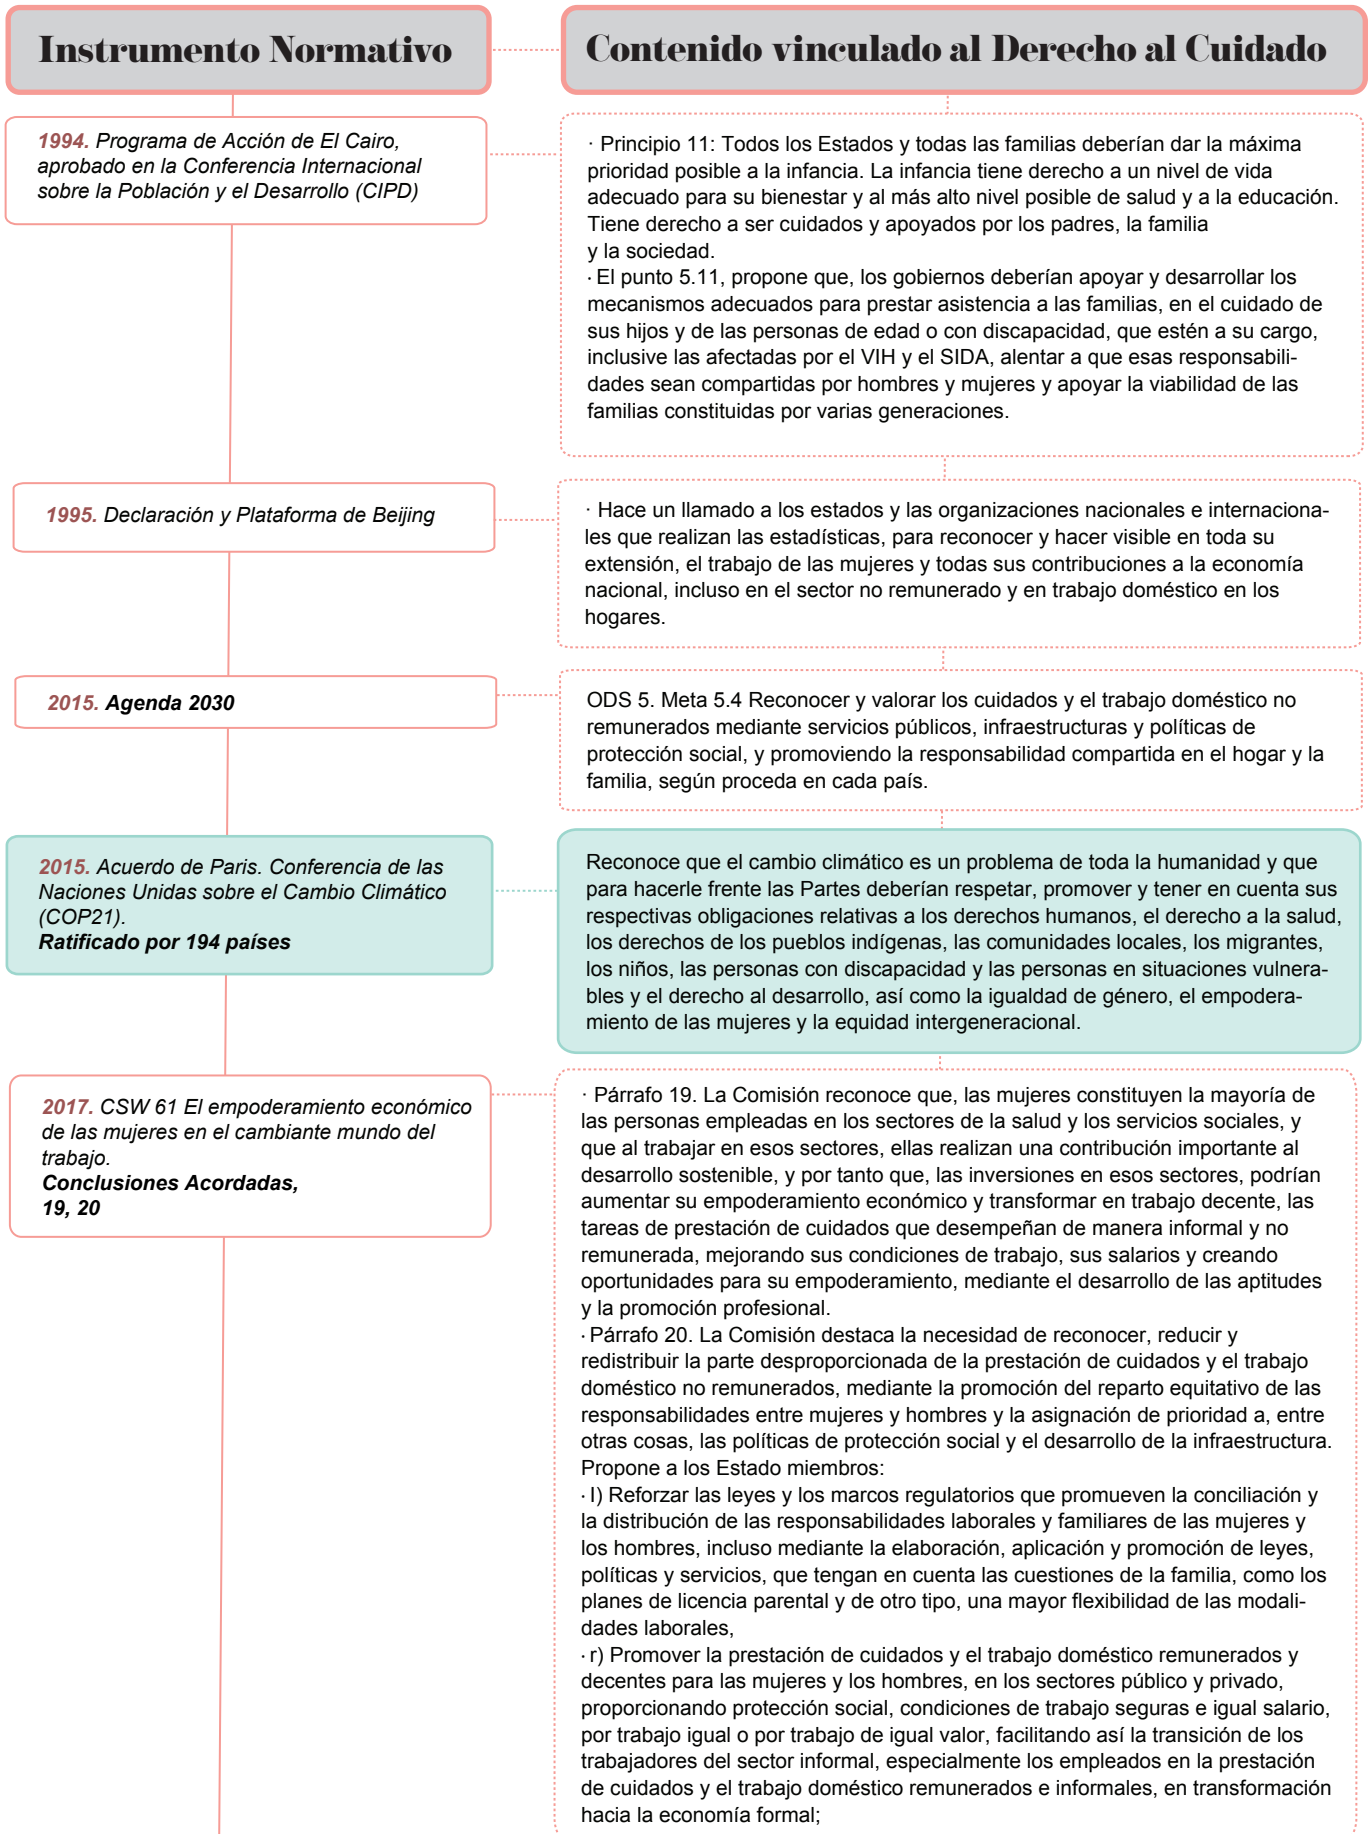 Instrumento Normativo
Contenido vinculado al Derecho al Cuidado
1994. Programa de Acción de El Cairo,
aprobado en la Conferencia Internacional
sobre la Población y el Desarrollo (CIPD)
· Principio 11: Todos los Estados y todas las familias deberían dar la máxima
prioridad posible a la infancia. La infancia tiene derecho a un nivel de vida
adecuado para su bienestar y al más alto nivel posible de salud y a la educación.
Tiene derecho a ser cuidados y apoyados por los padres, la familia
y la sociedad.
· El punto 5.11, propone que, los gobiernos deberían apoyar y desarrollar los
mecanismos adecuados para prestar asistencia a las familias, en el cuidado de
sus hijos y de las personas de edad o con discapacidad, que estén a su cargo,
inclusive las afectadas por el VIH y el SIDA, alentar a que esas responsabili-
dades sean compartidas por hombres y mujeres y apoyar la viabilidad de las
familias constituidas por varias generaciones.
1995. Declaración y Plataforma de Beijing
· Hace un llamado a los estados y las organizaciones nacionales e internaciona-
les que realizan las estadísticas, para reconocer y hacer visible en toda su
extensión, el trabajo de las mujeres y todas sus contribuciones a la economía
nacional, incluso en el sector no remunerado y en trabajo doméstico en los
hogares.
2015. Agenda 2030
ODS 5. Meta 5.4 Reconocer y valorar los cuidados y el trabajo doméstico no
remunerados mediante servicios públicos, infraestructuras y políticas de
protección social, y promoviendo la responsabilidad compartida en el hogar y la
familia, según proceda en cada país.
2015. Acuerdo de Paris. Conferencia de las
Naciones Unidas sobre el Cambio Climático
(COP21).
Ratificado por 194 países
Reconoce que el cambio climático es un problema de toda la humanidad y que
para hacerle frente las Partes deberían respetar, promover y tener en cuenta sus
respectivas obligaciones relativas a los derechos humanos, el derecho a la salud,
los derechos de los pueblos indígenas, las comunidades locales, los migrantes,
los niños, las personas con discapacidad y las personas en situaciones vulnera-
bles y el derecho al desarrollo, así como la igualdad de género, el empodera-
miento de las mujeres y la equidad intergeneracional.
2017. CSW 61 El empoderamiento económico
de las mujeres en el cambiante mundo del
trabajo.
Conclusiones Acordadas,
19, 20
· Párrafo 19. La Comisión reconoce que, las mujeres constituyen la mayoría de
las personas empleadas en los sectores de la salud y los servicios sociales, y
que al trabajar en esos sectores, ellas realizan una contribución importante al
desarrollo sostenible, y por tanto que, las inversiones en esos sectores, podrían
aumentar su empoderamiento económico y transformar en trabajo decente, las
tareas de prestación de cuidados que desempeñan de manera informal y no
remunerada, mejorando sus condiciones de trabajo, sus salarios y creando
oportunidades para su empoderamiento, mediante el desarrollo de las aptitudes
y la promoción profesional.
· Párrafo 20. La Comisión destaca la necesidad de reconocer, reducir y
redistribuir la parte desproporcionada de la prestación de cuidados y el trabajo
doméstico no remunerados, mediante la promoción del reparto equitativo de las
responsabilidades entre mujeres y hombres y la asignación de prioridad a, entre
otras cosas, las políticas de protección social y el desarrollo de la infraestructura.
Propone a los Estado miembros:
· I) Reforzar las leyes y los marcos regulatorios que promueven la conciliación y
la distribución de las responsabilidades laborales y familiares de las mujeres y
los hombres, incluso mediante la elaboración, aplicación y promoción de leyes,
políticas y servicios, que tengan en cuenta las cuestiones de la familia, como los
planes de licencia parental y de otro tipo, una mayor flexibilidad de las modali-
dades laborales,
· r) Promover la prestación de cuidados y el trabajo doméstico remunerados y
decentes para las mujeres y los hombres, en los sectores público y privado,
proporcionando protección social, condiciones de trabajo seguras e igual salario,
por trabajo igual o por trabajo de igual valor, facilitando así la transición de los
trabajadores del sector informal, especialmente los empleados en la prestación
de cuidados y el trabajo doméstico remunerados e informales, en transformación
hacia la economía formal;